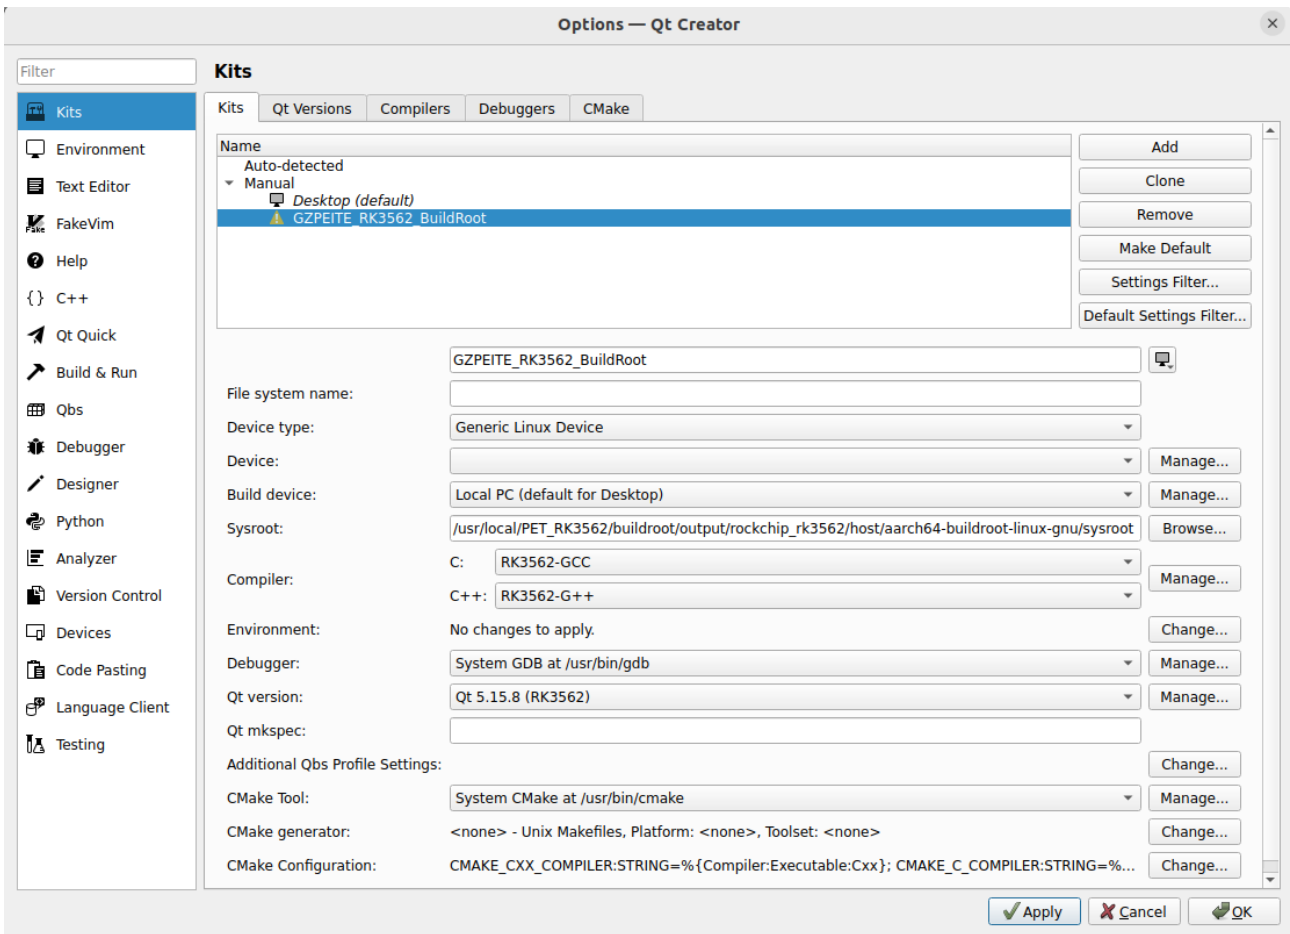 Options — Qt Creator
Filter
Kits
Environment
Text Editor
FakeVim
Help
{} C++
Qt Quick
Build & Run
Qbs
Debugger
Designer
Python
Analyzer
Version Control
Devices
Code Pasting
Language Client
Testing
Kits
Kits Qt Versions Compilers Debuggers CMake
Name
Auto-detected
Manual
Desktop (default)
GZPEITE_RK3562_BuildRoot
Add
Clone
Remove
Make Default
Settings Filter...
Default Settings Filter...
GZPEITE_RK3562_BuildRoot
File system name:
Device type: Generic Linux Device
Device: Manage...
Build device: Local PC (default for Desktop) Manage...
Sysroot: /usr/local/PET_RK3562/buildroot/output/rockchip_rk3562/host/aarch64-buildroot-linux-gnu/sysroot Browse...
Compiler: C: RK3562-GCC Manage...
C++: RK3562-G++
Environment: No changes to apply. Change...
Debugger: System GDB at /usr/bin/gdb Manage...
Qt version: Qt 5.15.8 (RK3562) Manage...
Qt mkspec:
Additional Qbs Profile Settings: Change...
CMake Tool: System CMake at /usr/bin/cmake Manage...
CMake generator: <none> - Unix Makefiles, Platform: <none>, Toolset: <none> Change...
CMake Configuration: CMAKE_CXX_COMPILER:STRING=%{Compiler:Executable:Cxx}; CMAKE_C_COMPILER:STRING=%... Change...
Apply Cancel OK